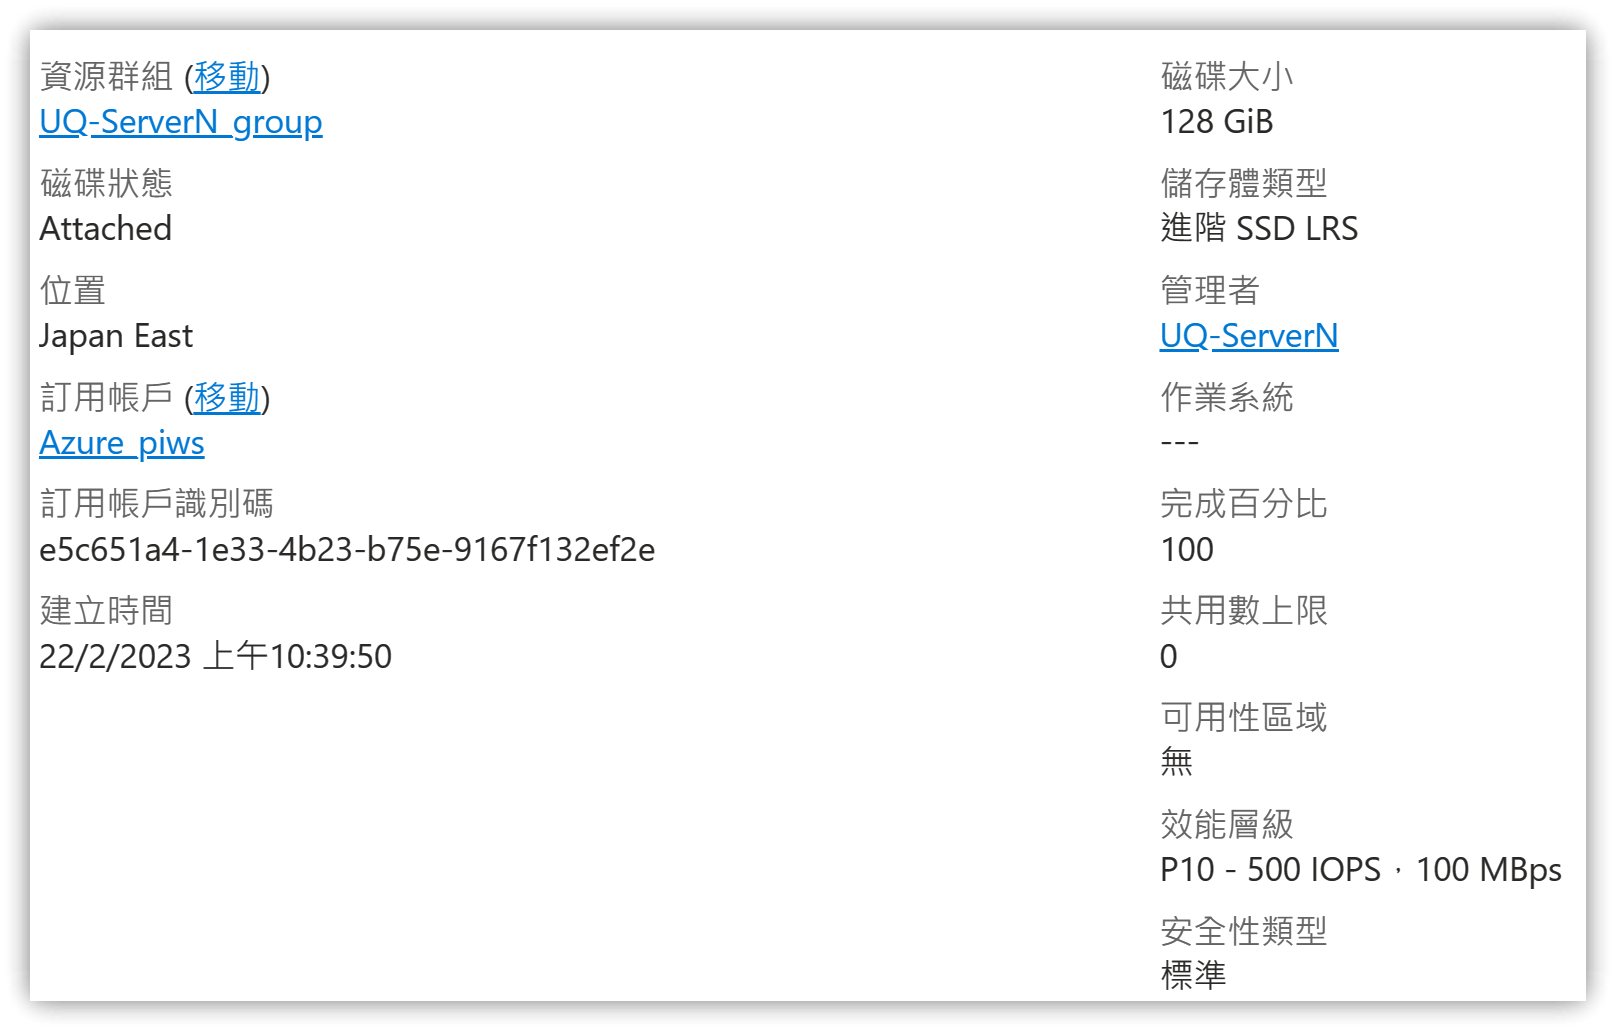 資源群組 (移動)
UQ-ServerN_group
磁碟狀態
Attached
位置
Japan East
訂用帳戶 (移動)
Azure_piws
訂用帳戶識別碼
e5c651a4-1e33-4b23-b75e-9167f132ef2e
建立時間
22/2/2023 上午10:39:50
磁碟大小
128 GiB
儲存體類型
進階 SSD LRS
管理者
UQ-ServerN
作業系統
---
完成百分比
100
共用數上限
0
可用性區域
無
效能層級
P10 - 500 IOPS，100 MBps
安全性類型
標準